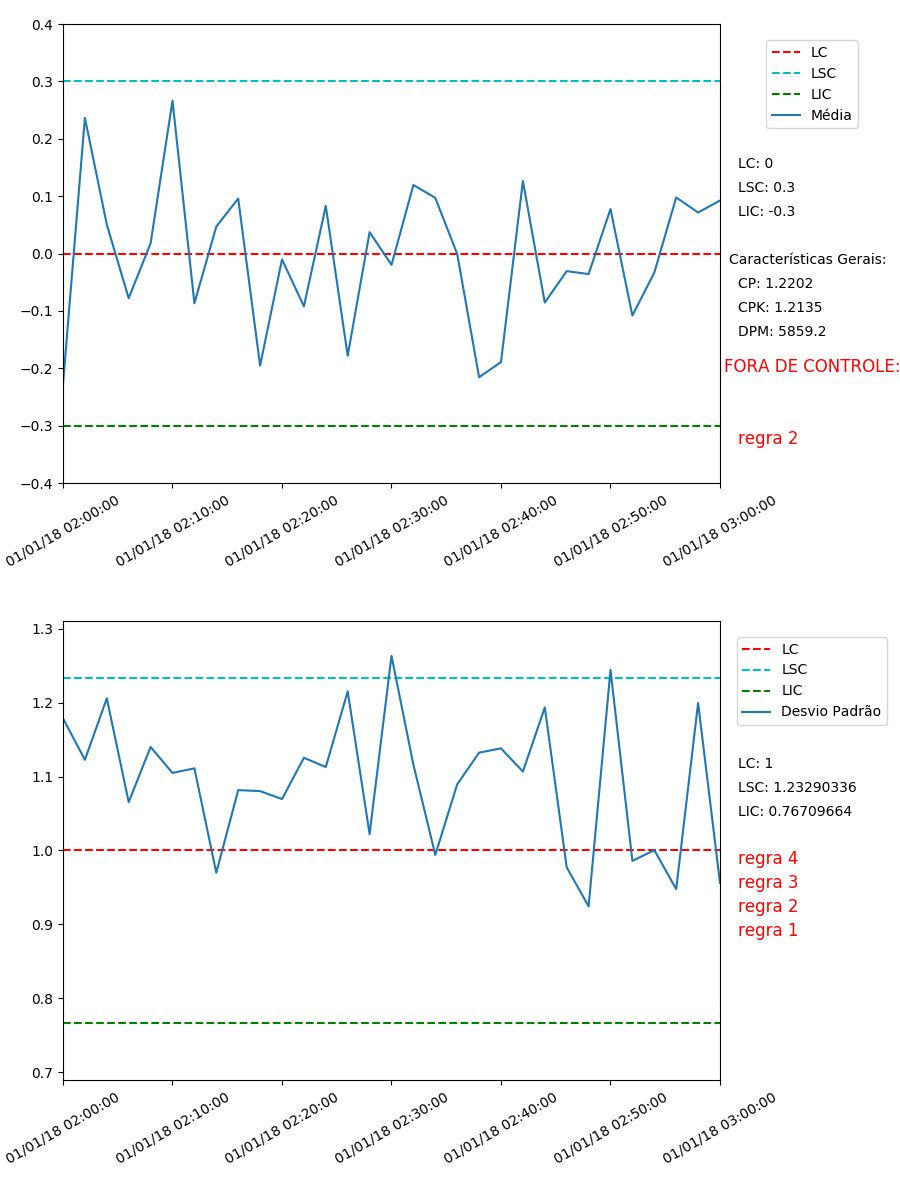 0.4
0.3
0.2
0.1
0.0
−0.1
−0.2
−0.3
−0.4
01/01/18 02:00:00
01/01/18 02:10:00
01/01/18 02:20:00
01/01/18 02:30:00
01/01/18 02:40:00
01/01/18 02:50:00
01/01/18 03:00:00
LC
LSC
LIC
Média
LC: 0
LSC: 0.3
LIC: -0.3
Características Gerais:
CP: 1.2202
CPK: 1.2135
DPM: 5859.2
FORA DE CONTROLE:
regra 2
1.3
1.2
1.1
1.0
0.9
0.8
0.7
01/01/18 02:00:00
01/01/18 02:10:00
01/01/18 02:20:00
01/01/18 02:30:00
01/01/18 02:40:00
01/01/18 02:50:00
01/01/18 03:00:00
LC
LSC
LIC
Desvio Padrão
LC: 1
LSC: 1.23290336
LIC: 0.76709664
regra 4
regra 3
regra 2
regra 1